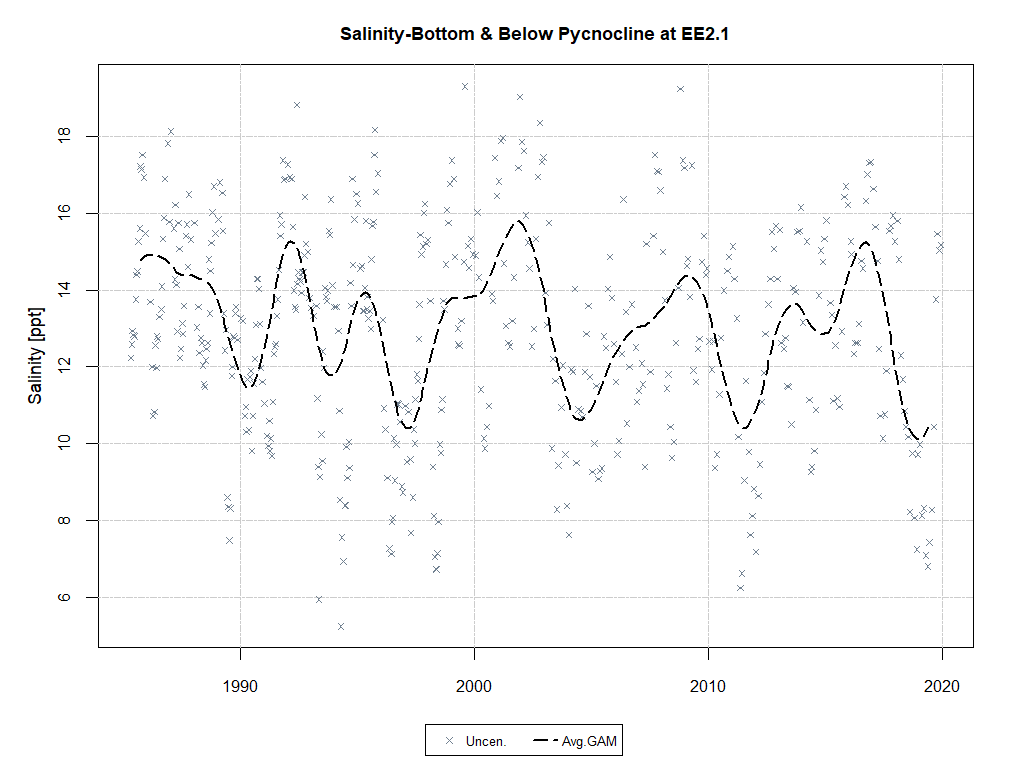 Salinity-Bottom & Below Pycnocline at EE2.1
Salinity [ppt]
18
16
14
12
10
8
6
1990
2000
2010
2020
Uncen.
Avg.GAM